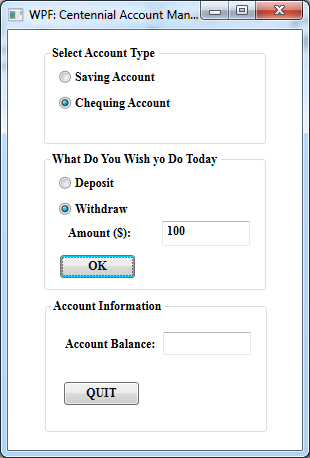 WPF: Centennial Account Man...
Select Account Type
Saving Account
Chequing Account
What Do You Wish yo Do Today
Deposit
Withdraw
Amount ($): 100
OK
Account Information
Account Balance:
QUIT